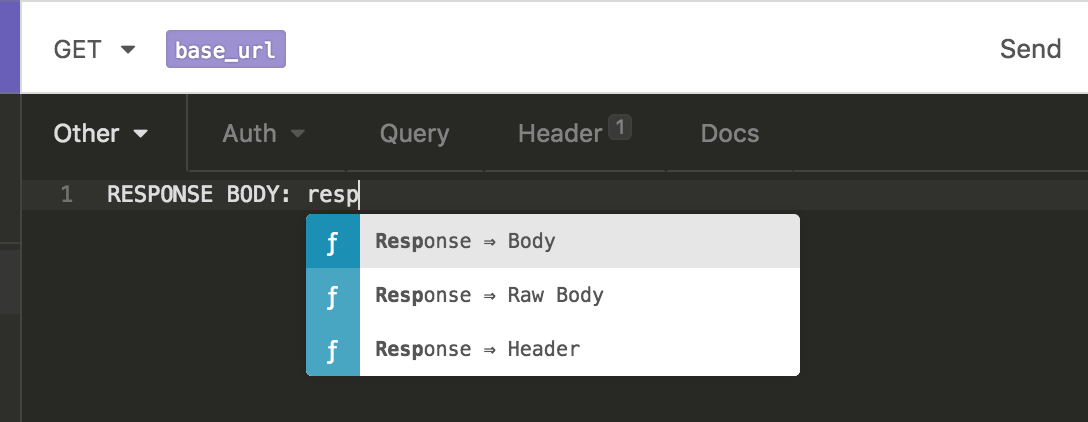 GET base_url Send
Other Auth Query Header 1 Docs
1 RESPONSE BODY: resp
ƒ Response ⇒ Body
ƒ Response ⇒ Raw Body
ƒ Response ⇒ Header